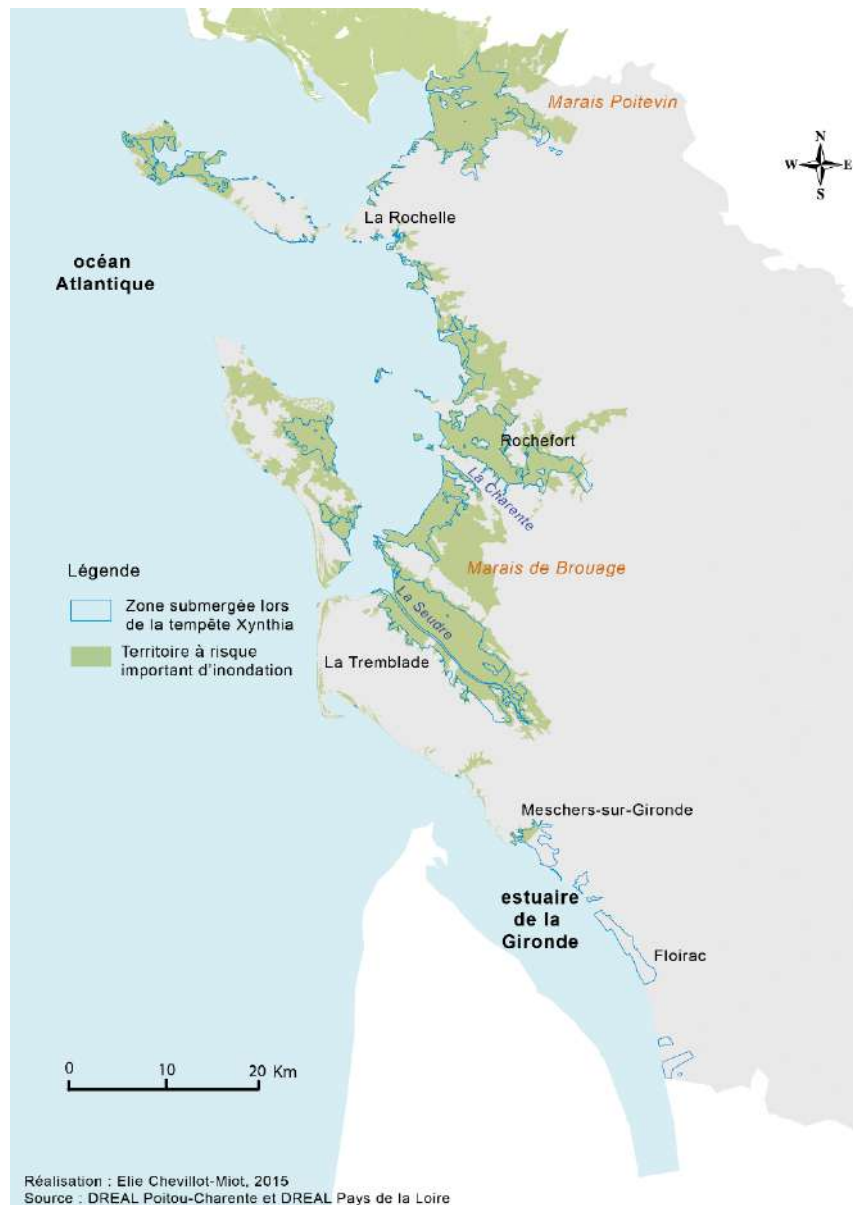 Marais Poitevin
N
W E
S
La Rochelle
océan
Atlantique
Rochefort
La Charente
Légende
Marais de Brouage
Zone submergée lors
de la tempête Xynthia
La Seudre
Territoire à risque
important d'inondation
La Tremblade
Meschers-sur-Gironde
estuaire
de la
Gironde
Floirac
0 10 20 Km
Réalisation : Elie Chevillot-Miot, 2015
Source : DREAL Poitou-Charente et DREAL Pays de la Loire